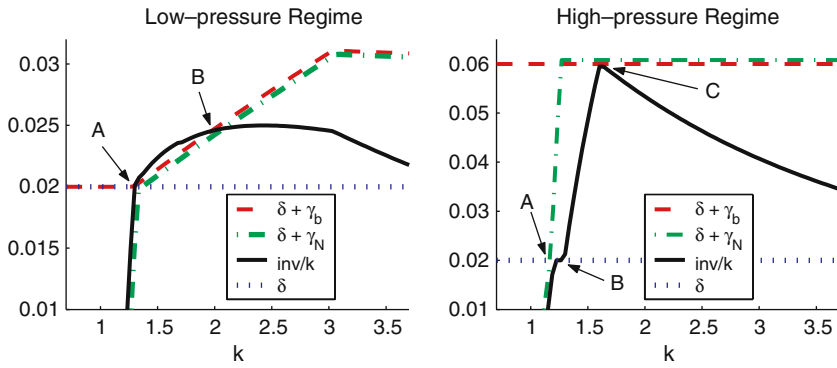 Low–pressure Regime
0.03
0.025
0.02
0.015
0.01
A
B
δ + γb
δ + γN
inv/k
δ
1
1.5
2
2.5
3
3.5
k
High–pressure Regime
0.06
0.05
0.04
0.03
0.02
0.01
C
A
B
δ + γb
δ + γN
inv/k
δ
1
1.5
2
2.5
3
3.5
k